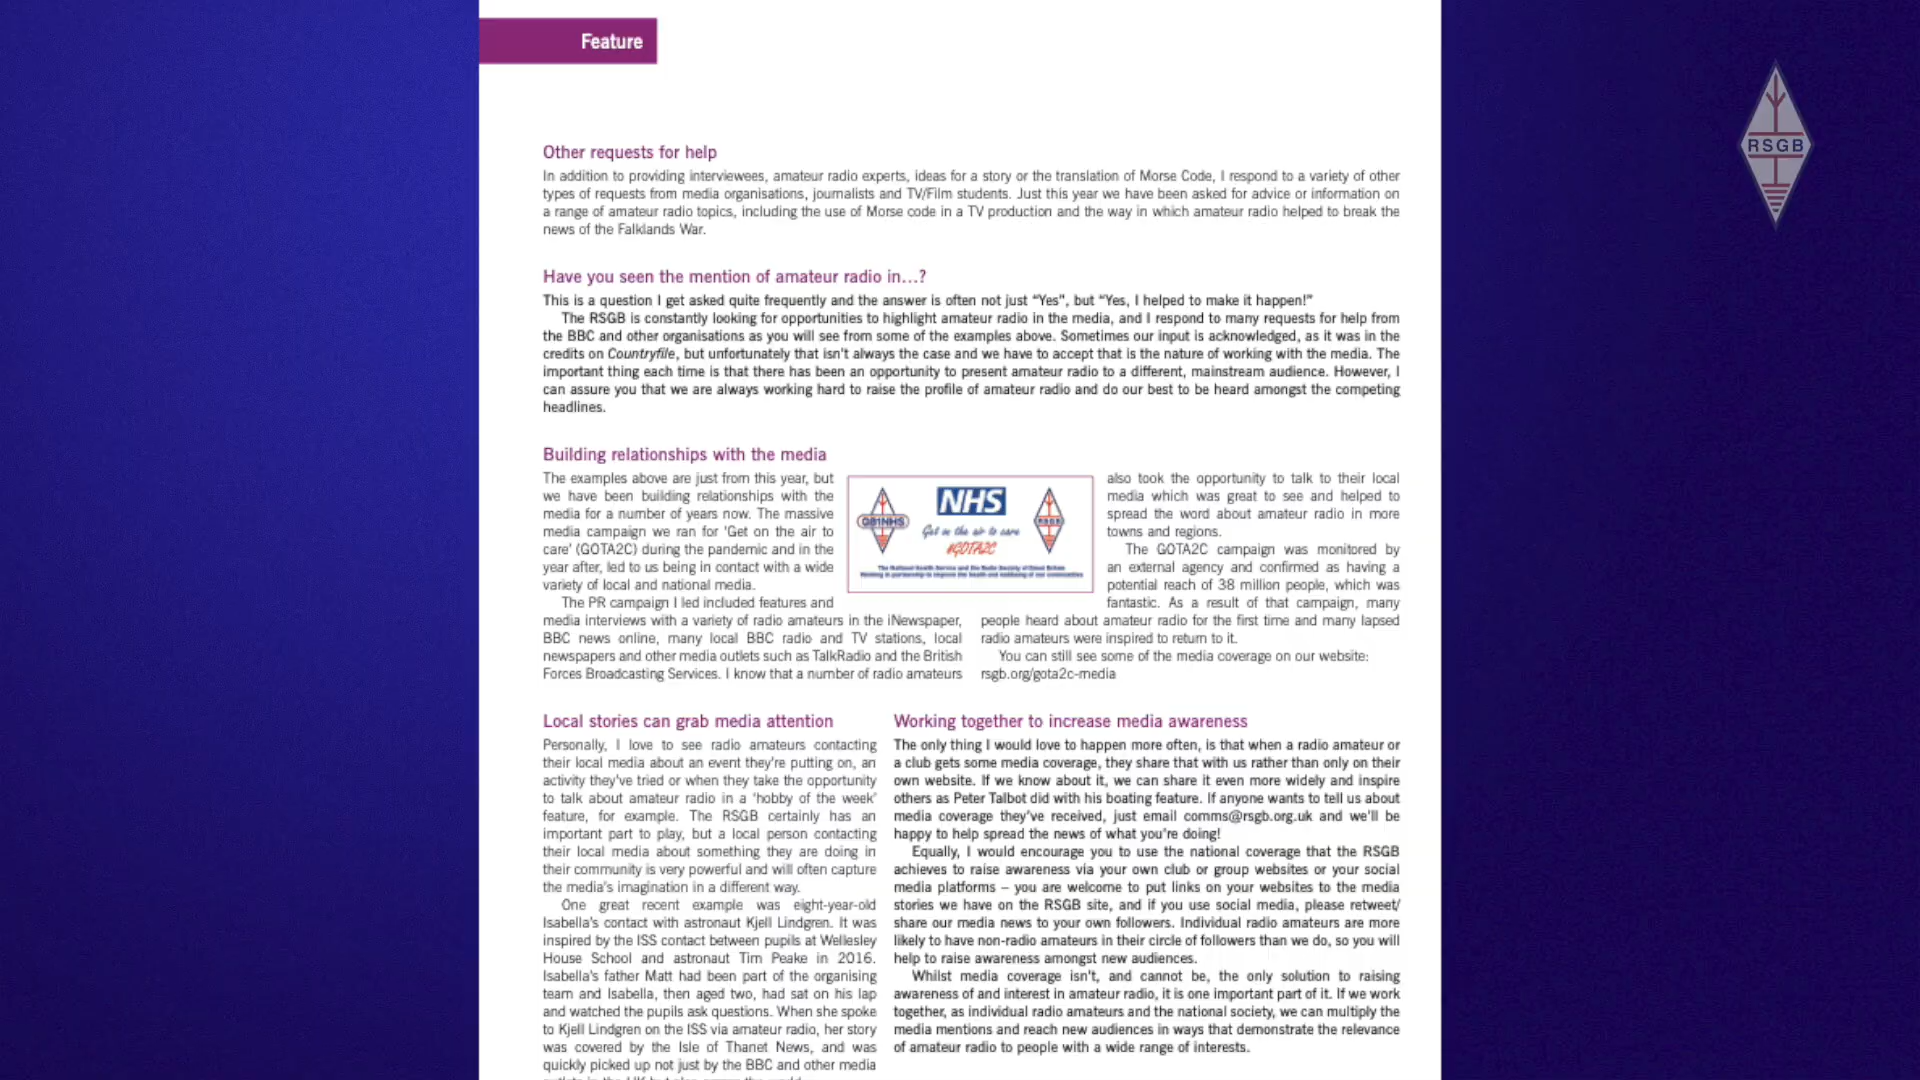 Feature
RSGB
Other requests for help
In addition to providing interviewees, amateur radio experts, ideas for a story or the translation of Morse Code, I respond to a variety of other
types of requests from media organisations, journalists and TV/Film students. Just this year we have been asked for advice or information on
a range of amateur radio topics, including the use of Morse code in a TV production and the way in which amateur radio helped to break the
news of the Falklands War.
Have you seen the mention of amateur radio in...?
This is a question I get asked quite frequently and the answer is often not just “Yes”, but “Yes, I helped to make it happen!”
The RSGB is constantly looking for opportunities to highlight amateur radio in the media, and I respond to many requests for help from
the BBC and other organisations as you will see from some of the examples above. Sometimes our input is acknowledged, as it was in the
credits on Countryfile, but unfortunately that isn't always the case and we have to accept that is the nature of working with the media. The
important thing each time is that there has been an opportunity to present amateur radio to a different, mainstream audience. However, I
can assure you that we are always working hard to raise the profile of amateur radio and do our best to be heard amongst the competing
headlines.
Building relationships with the media
The examples above are just from this year, but
we have been building relationships with the
media for a number of years now. The massive
media campaign we ran for 'Get on the air to
care' (GOTA2C) during the pandemic and in the
year after, led to us being in contact with a wide
variety of local and national media.
The PR campaign I led included features and
media interviews with a variety of radio amateurs in the iNewspaper,
BBC news online, many local BBC radio and TV stations, local
newspapers and other media outlets such as TalkRadio and the British
Forces Broadcasting Services. I know that a number of radio amateurs
GB1NHS
NHS
RSGB
Get on the air to care
#GOTA2C
The National Health Service and the Radio Society of Great Britain
Working in partnership to improve the health and wellbeing of our communities
also took the opportunity to talk to their local
media which was great to see and helped to
spread the word about amateur radio in more
towns and regions.
The GOTA2C campaign was monitored by
an external agency and confirmed as having a
potential reach of 38 million people, which was
fantastic. As a result of that campaign, many
people heard about amateur radio for the first time and many lapsed
radio amateurs were inspired to return to it.
You can still see some of the media coverage on our website:
rsgb.org/gota2c-media
Local stories can grab media attention
Personally, I love to see radio amateurs contacting
their local media about an event they're putting on, an
activity they've tried or when they take the opportunity
to talk about amateur radio in a 'hobby of the week'
feature, for example. The RSGB certainly has an
important part to play, but a local person contacting
their local media about something they are doing in
their community is very powerful and will often capture
the media's imagination in a different way.
One great recent example was eight-year-old
Isabella's contact with astronaut Kjell Lindgren. It was
inspired by the ISS contact between pupils at Wellesley
House School and astronaut Tim Peake in 2016.
Isabella's father Matt had been part of the organising
team and Isabella, then aged two, had sat on his lap
and watched the pupils ask questions. When she spoke
to Kjell Lindgren on the ISS via amateur radio, her story
was covered by the Isle of Thanet News, and was
quickly picked up not just by the BBC and other media
Working together to increase media awareness
The only thing I would love to happen more often, is that when a radio amateur or
a club gets some media coverage, they share that with us rather than only on their
own website. If we know about it, we can share it even more widely and inspire
others as Peter Talbot did with his boating feature. If anyone wants to tell us about
media coverage they've received, just email comms@rsgb.org.uk and we'll be
happy to help spread the news of what you're doing!
Equally, I would encourage you to use the national coverage that the RSGB
achieves to raise awareness via your own club or group websites or your social
media platforms – you are welcome to put links on your websites to the media
stories we have on the RSGB site, and if you use social media, please retweet/
share our media news to your own followers. Individual radio amateurs are more
likely to have non-radio amateurs in their circle of followers than we do, so you will
help to raise awareness amongst new audiences.
Whilst media coverage isn't, and cannot be, the only solution to raising
awareness of and interest in amateur radio, it is one important part of it. If we work
together, as individual radio amateurs and the national society, we can multiply the
media mentions and reach new audiences in ways that demonstrate the relevance
of amateur radio to people with a wide range of interests.